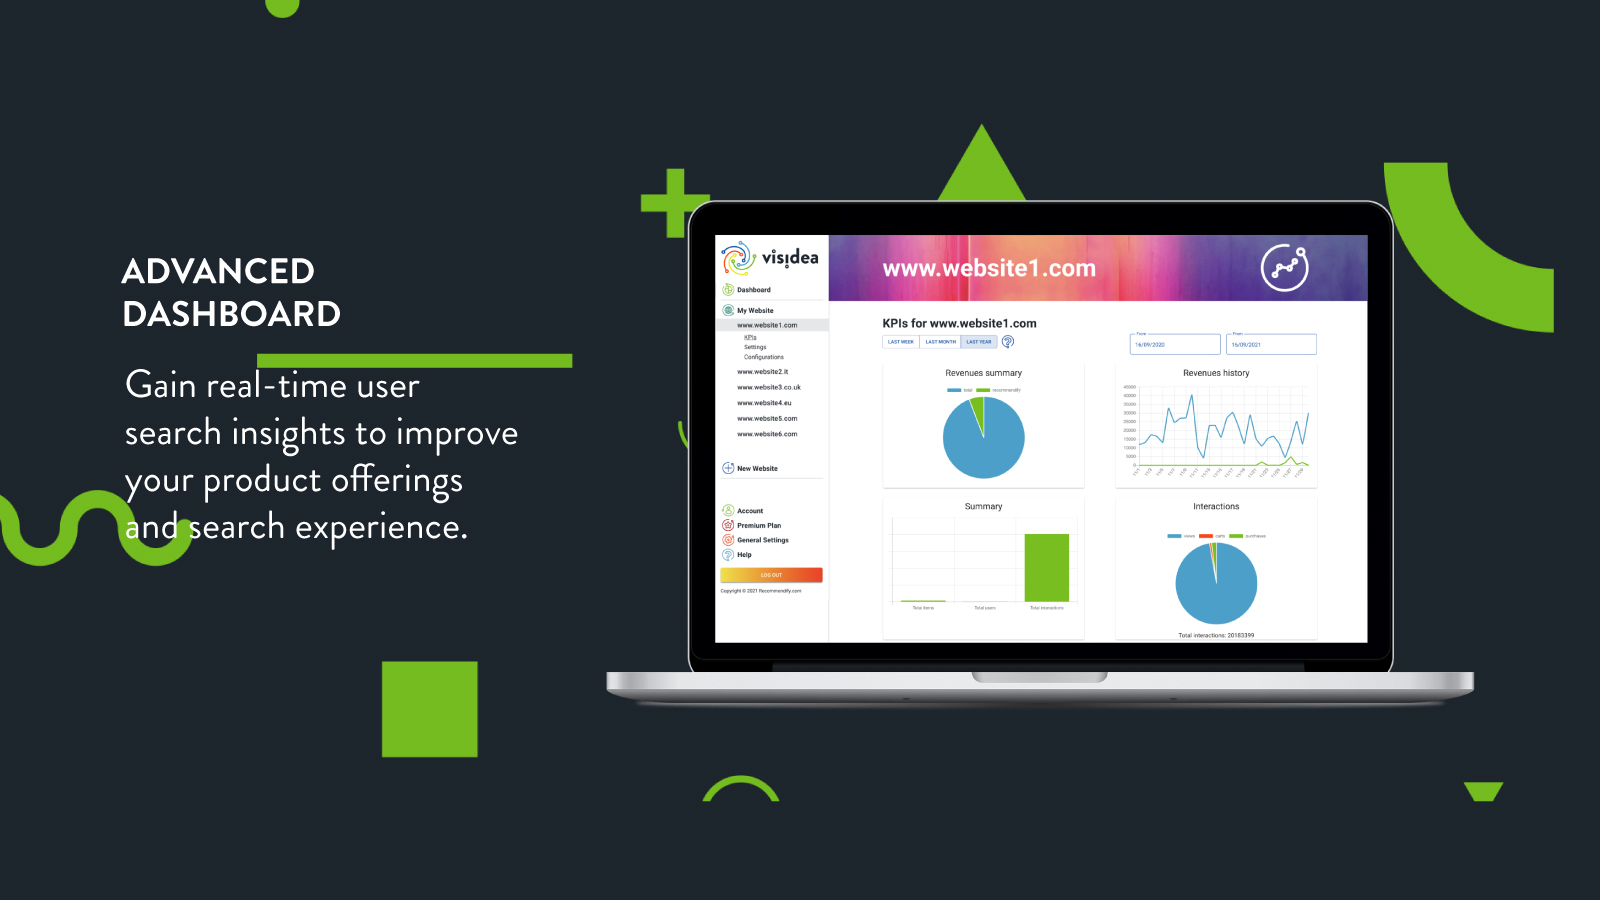 ADVANCED
DASHBOARD
Gain real-time user
search insights to improve
your product offerings
and search experience.
visidea
Dashboard
My Website
www.website1.com
KPIs
Settings
Configurations
www.website2.it
www.website3.co.uk
www.website4.eu
www.website5.com
www.website6.com
New Website
Account
Premium Plan
General Settings
Help
LOG OUT
Copyright © 2021 Recommendify.com
www.website1.com
KPIs for www.website1.com
LAST WEEK LAST MONTH LAST YEAR
From
16/09/2020
From
16/09/2021
Revenues summary
total recommendify
Revenues history
45000
40000
35000
30000
25000
20000
15000
10000
5000
0
Summary
Total items Total users Total interactions
Interactions
views carts purchases
Total interactions: 20183399